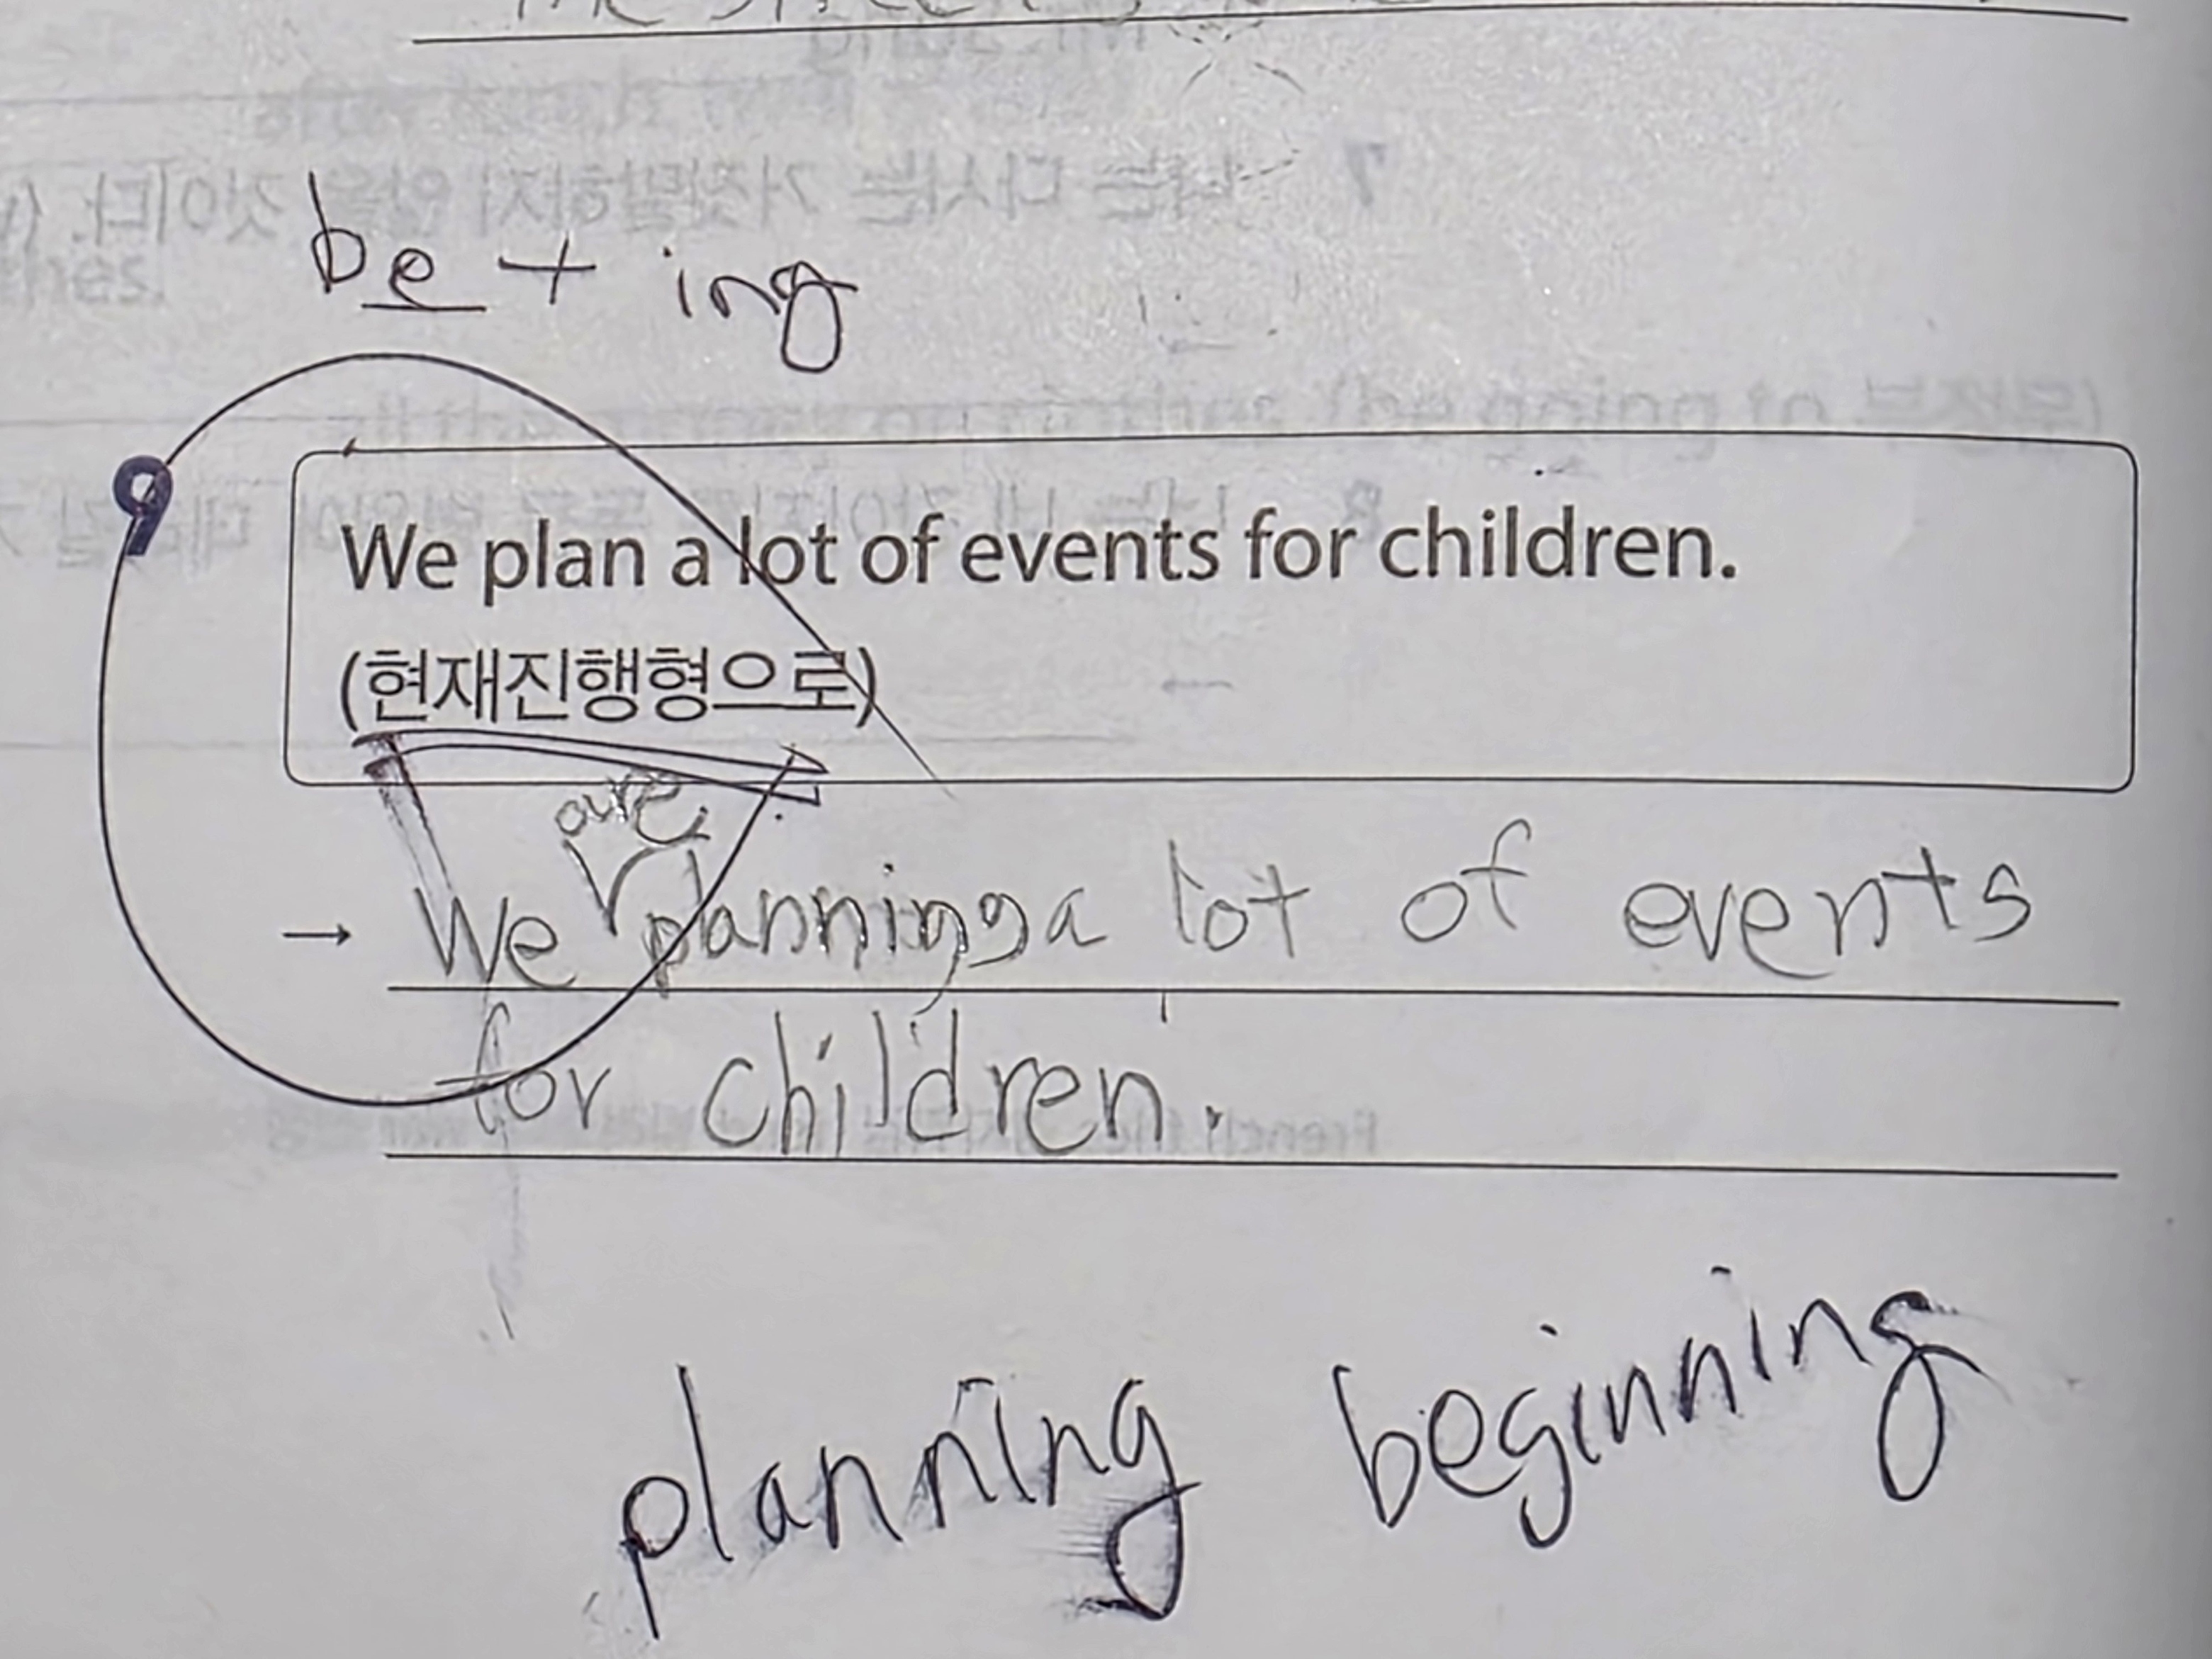 be + ing
9
We plan a lot of events for children.
(현재진행형으로)
are
→ We planning a lot of events
for children.
planning beginning